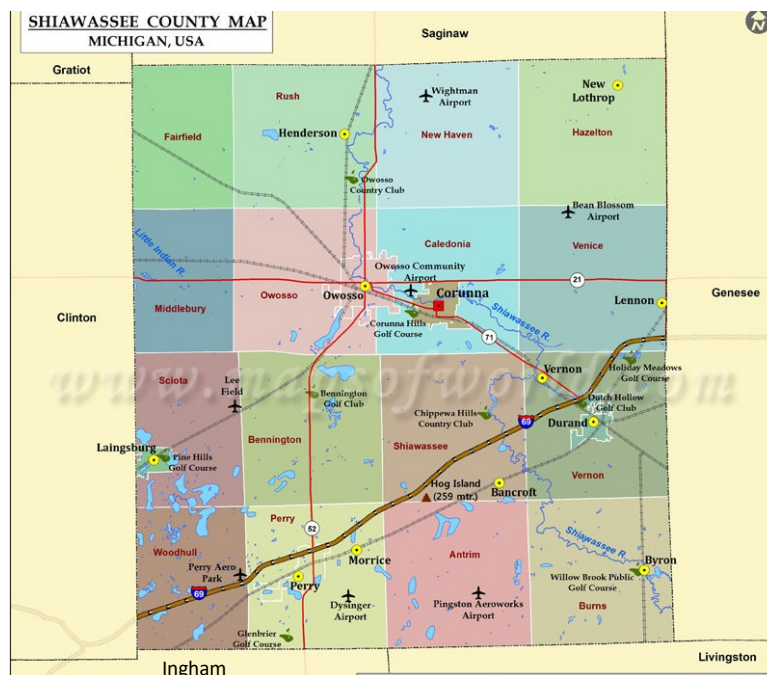 SHIAWASSEE COUNTY MAP
MICHIGAN, USA
Saginaw
N
Gratiot
Rush
Wightman
Airport
New
Lothrop
Henderson
Fairfield
New Haven
Hazelton
Owosso
Country Club
Bean Blossom
Airport
Little Indian R.
Caledonia
Venice
Owosso Community
Airport
21
Genesee
Middlebury
Owosso
Owosso
Corunna
Lennon
Clinton
Corunna Hills
Golf Course
Shiawassee R.
71
www.mapsofworld.com
Sciota
Lee
Field
Vernon
Holiday Meadows
Golf Course
Bennington
Golf Club
Dutch Hollow
Golf Club
Chippewa Hills
Country Club
69
Durand
Bennington
Shiawassee
Laingsburg
Pine Hills
Golf Course
Vernon
Hog Island
(259 mtr.)
Bancroft
Perry
52
Woodhull
Antrim
Shiawassee R.
Morrice
Byron
Perry Aero
Park
Perry
Willow Brook Public
Golf Course
69
Dysinger
Airport
Pingston Aeroworks
Airport
Burns
Glenbrier
Golf Course
Livingston
Ingham